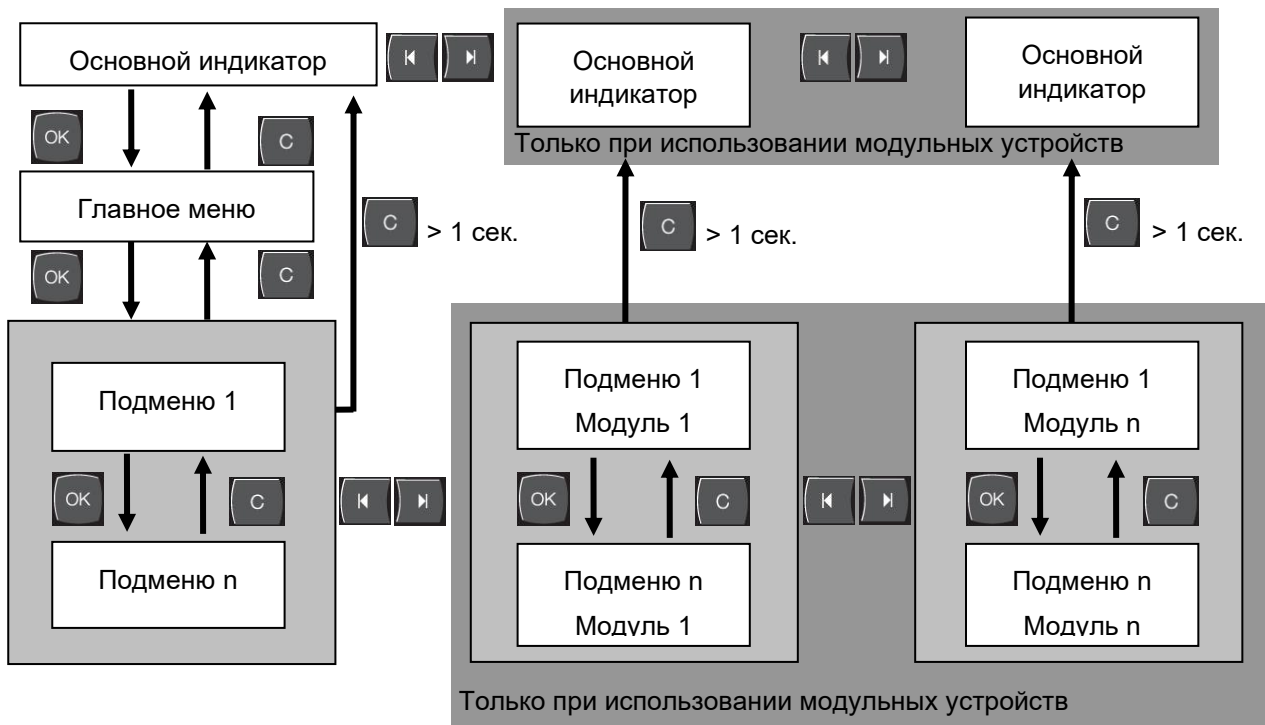 Основной индикатор
Основной
индикатор
Основной
индикатор
Только при использовании модульных устройств
OK
C
Главное меню
C
> 1 сек.
C
> 1 сек.
C
> 1 сек.
OK
C
Подменю 1
Подменю 1
Модуль 1
Подменю 1
Модуль n
OK
C
OK
C
OK
C
Подменю n
Подменю n
Модуль 1
Подменю n
Модуль n
Только при использовании модульных устройств